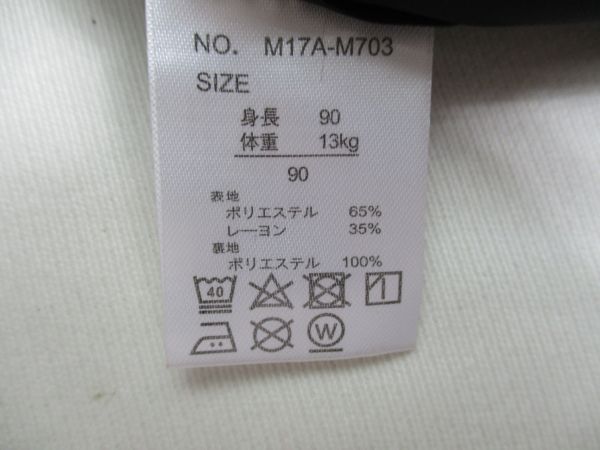 NO. M17A-M703
SIZE
身長 90
体重 13kg
90
表地
ポリエステル 65%
レーヨン 35%
裏地
ポリエステル 100%
40
W